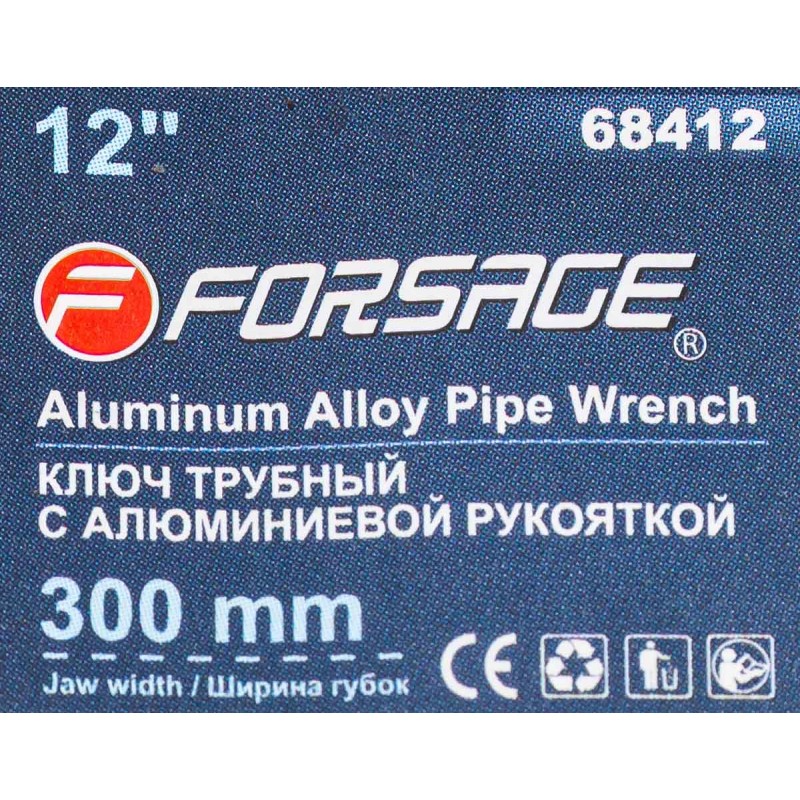 12"
68412
F FORSAGE®
Aluminum Alloy Pipe Wrench
КЛЮЧ ТРУБНЫЙ
С АЛЮМИНИЕВОЙ РУКОЯТКОЙ
300 mm
Jaw width / Ширина губок
CE